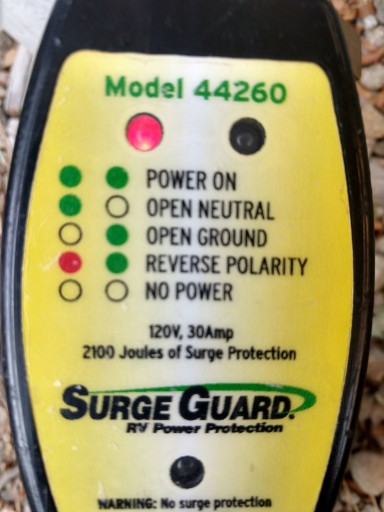 Model 44260
POWER ON
OPEN NEUTRAL
OPEN GROUND
REVERSE POLARITY
NO POWER
120V, 30Amp
2100 Joules of Surge Protection
SURGE GUARD.
RV Power Protection
WARNING: No surge protection